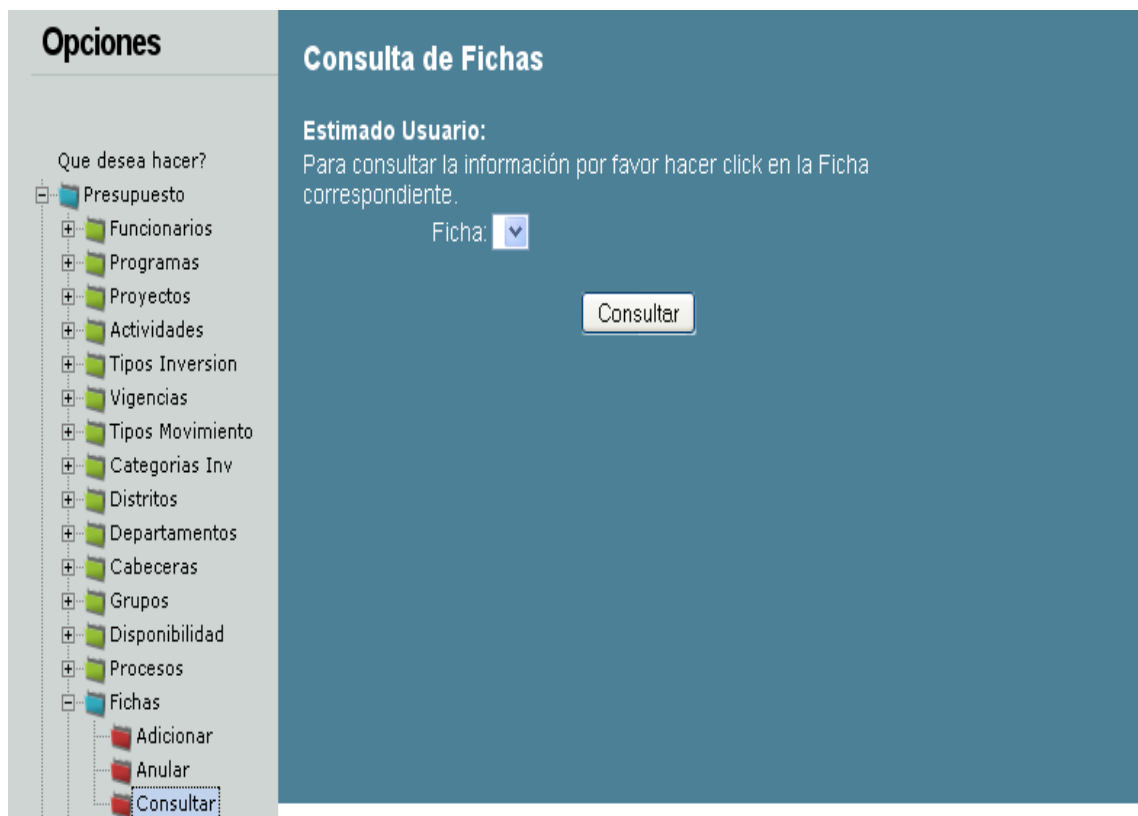 Opciones
Que desea hacer?
Presupuesto
Funcionarios
Programas
Proyectos
Actividades
Tipos Inversion
Vigencias
Tipos Movimiento
Categorias Inv
Distritos
Departamentos
Cabeceras
Grupos
Disponibilidad
Procesos
Fichas
Adicionar
Anular
Consultar
Consulta de Fichas
Estimado Usuario:
Para consultar la información por favor hacer click en la Ficha
correspondiente.
Ficha:
Consultar